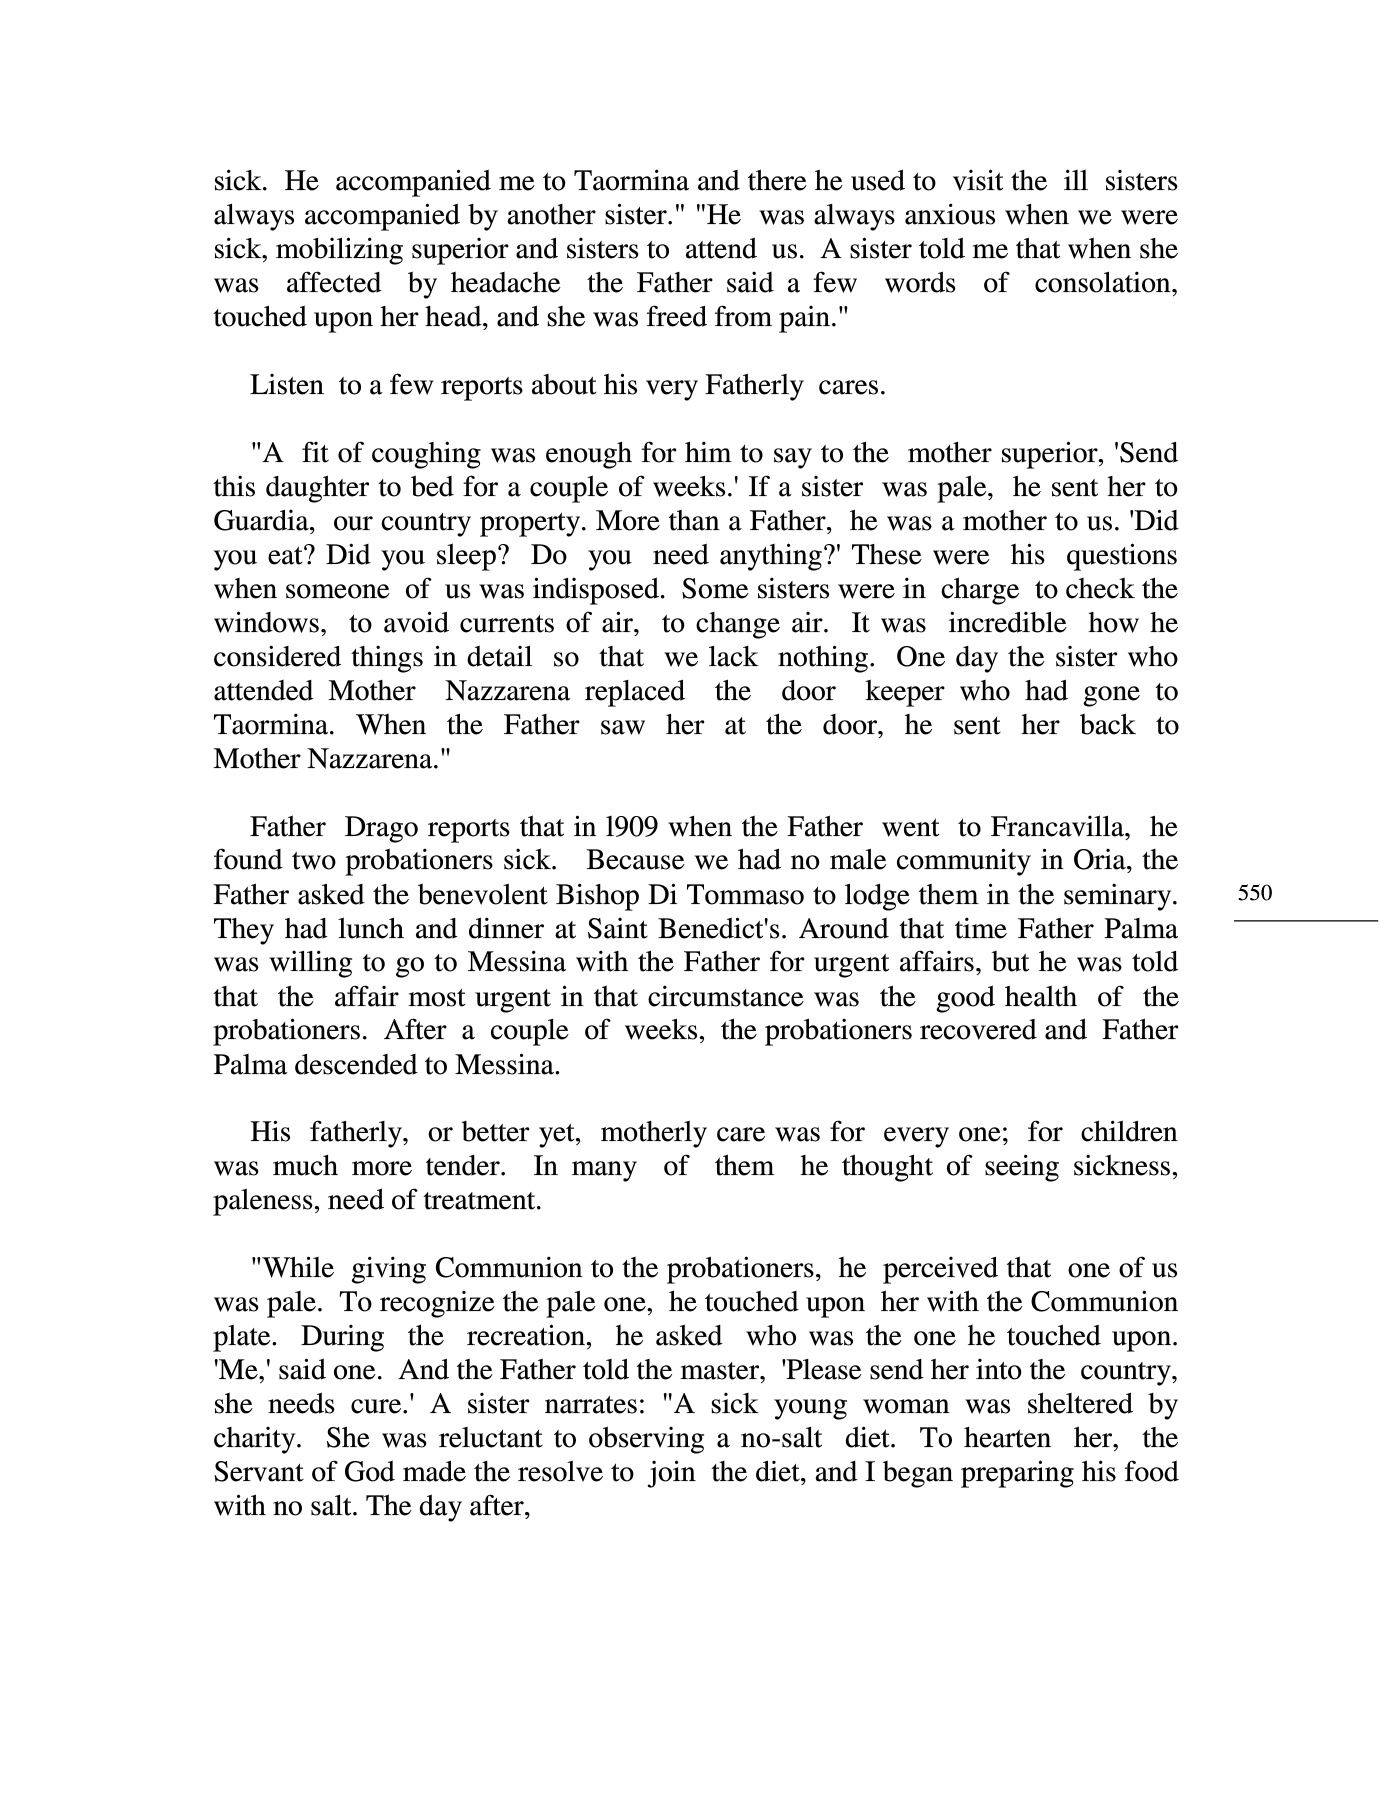 sick. He accompanied me to Taormina and there he used to visit the ill sisters
always accompanied by another sister." "He was always anxious when we were
sick, mobilizing superior and sisters to attend us. A sister told me that when she
was affected by headache the Father said a few words of consolation,
touched upon her head, and she was freed from pain."
Listen to a few reports about his very Fatherly cares.
"A fit of coughing was enough for him to say to the mother superior, 'Send
this daughter to bed for a couple of weeks.' If a sister was pale, he sent her to
Guardia, our country property. More than a Father, he was a mother to us. 'Did
you eat? Did you sleep? Do you need anything?' These were his questions
when someone of us was indisposed. Some sisters were in charge to check the
windows, to avoid currents of air, to change air. It was incredible how he
considered things in detail so that we lack nothing. One day the sister who
attended Mother Nazzarena replaced the door keeper who had gone to
Taormina. When the Father saw her at the door, he sent her back to
Mother Nazzarena."
Father Drago reports that in l909 when the Father went to Francavilla, he
found two probationers sick. Because we had no male community in Oria, the
Father asked the benevolent Bishop Di Tommaso to lodge them in the seminary.
They had lunch and dinner at Saint Benedict's. Around that time Father Palma
was willing to go to Messina with the Father for urgent affairs, but he was told
that the affair most urgent in that circumstance was the good health of the
probationers. After a couple of weeks, the probationers recovered and Father
Palma descended to Messina.
His fatherly, or better yet, motherly care was for every one; for children
was much more tender. In many of them he thought of seeing sickness,
paleness, need of treatment.
"While giving Communion to the probationers, he perceived that one of us
was pale. To recognize the pale one, he touched upon her with the Communion
plate. During the recreation, he asked who was the one he touched upon.
'Me,' said one. And the Father told the master, 'Please send her into the country,
she needs cure.' A sister narrates: "A sick young woman was sheltered by
charity. She was reluctant to observing a no-salt diet. To hearten her, the
Servant of God made the resolve to join the diet, and I began preparing his food
with no salt. The day after,
550